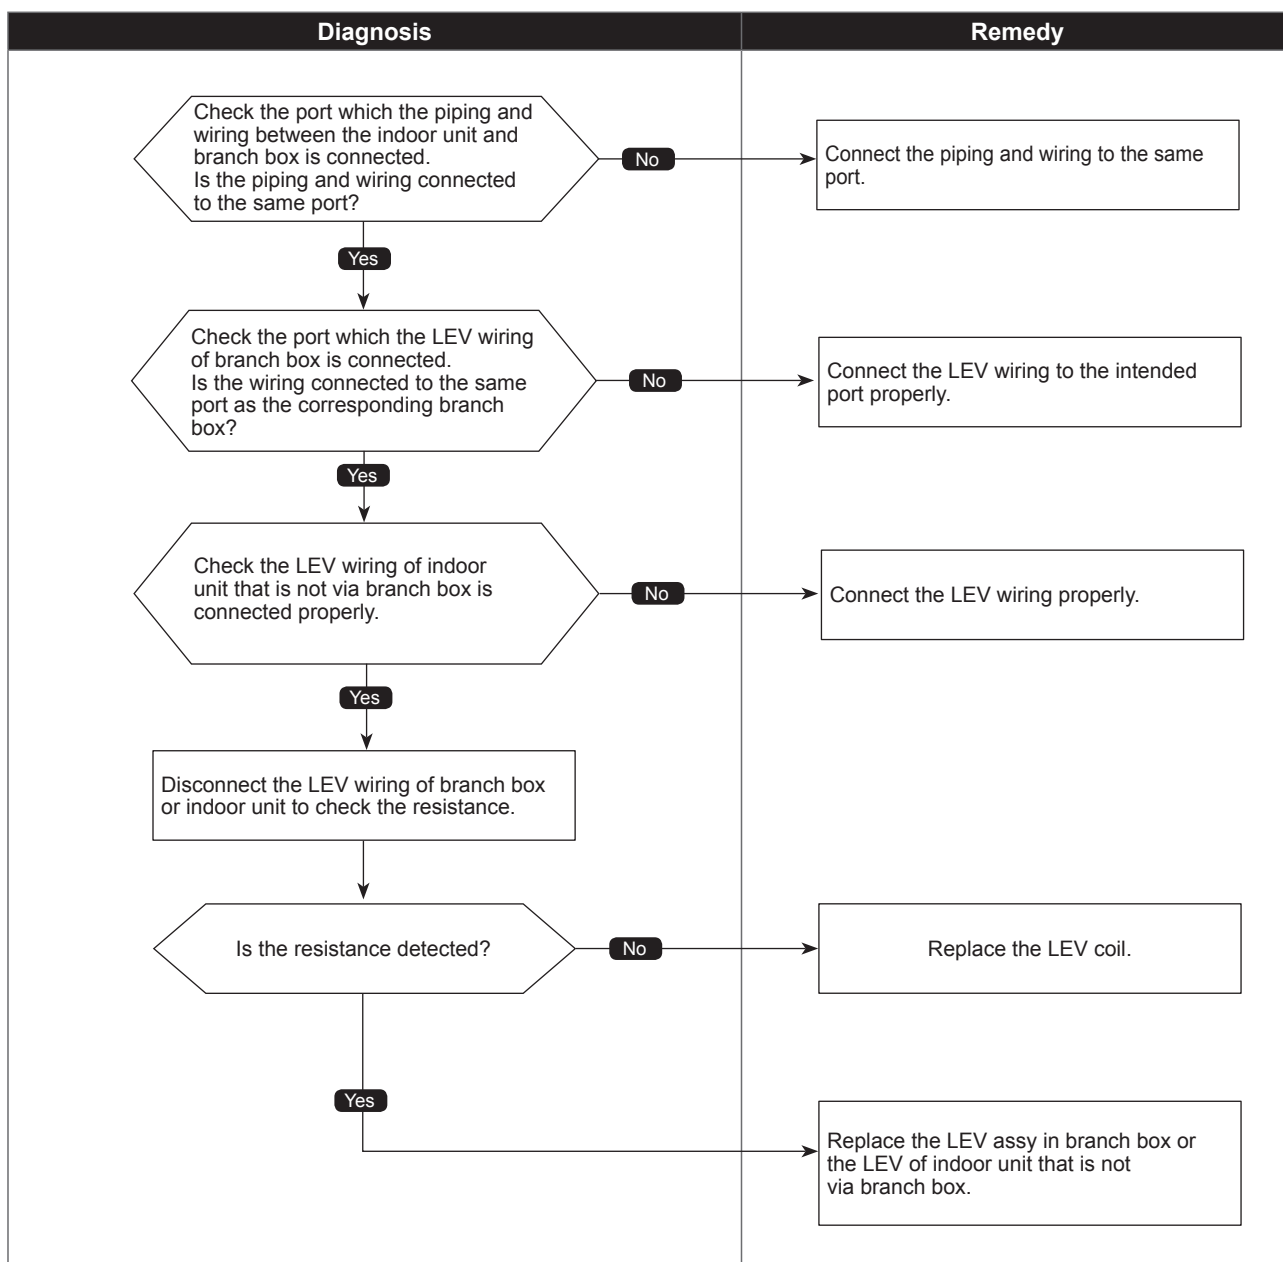 Diagnosis
Remedy
Check the port which the piping and
wiring between the indoor unit and
branch box is connected.
Is the piping and wiring connected
to the same port?
No
Connect the piping and wiring to the same
port.
Yes
Check the port which the LEV wiring
of branch box is connected.
Is the wiring connected to the same
port as the corresponding branch
box?
No
Connect the LEV wiring to the intended
port properly.
Yes
Check the LEV wiring of indoor
unit that is not via branch box is
connected properly.
No
Connect the LEV wiring properly.
Yes
Disconnect the LEV wiring of branch box
or indoor unit to check the resistance.
Is the resistance detected?
No
Replace the LEV coil.
Yes
Replace the LEV assy in branch box or
the LEV of indoor unit that is not
via branch box.